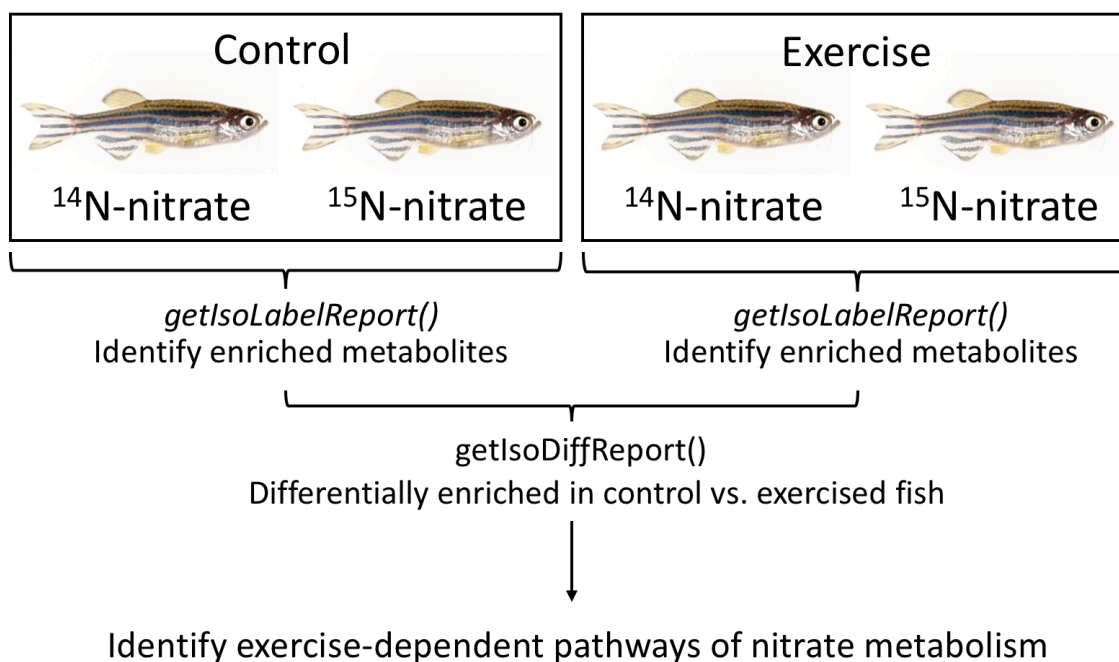 Control
Exercise
¹⁴N-nitrate
¹⁵N-nitrate
¹⁴N-nitrate
¹⁵N-nitrate
getIsoLabelReport()
Identify enriched metabolites
getIsoLabelReport()
Identify enriched metabolites
getIsoDiffReport()
Differentially enriched in control vs. exercised fish
Identify exercise-dependent pathways of nitrate metabolism